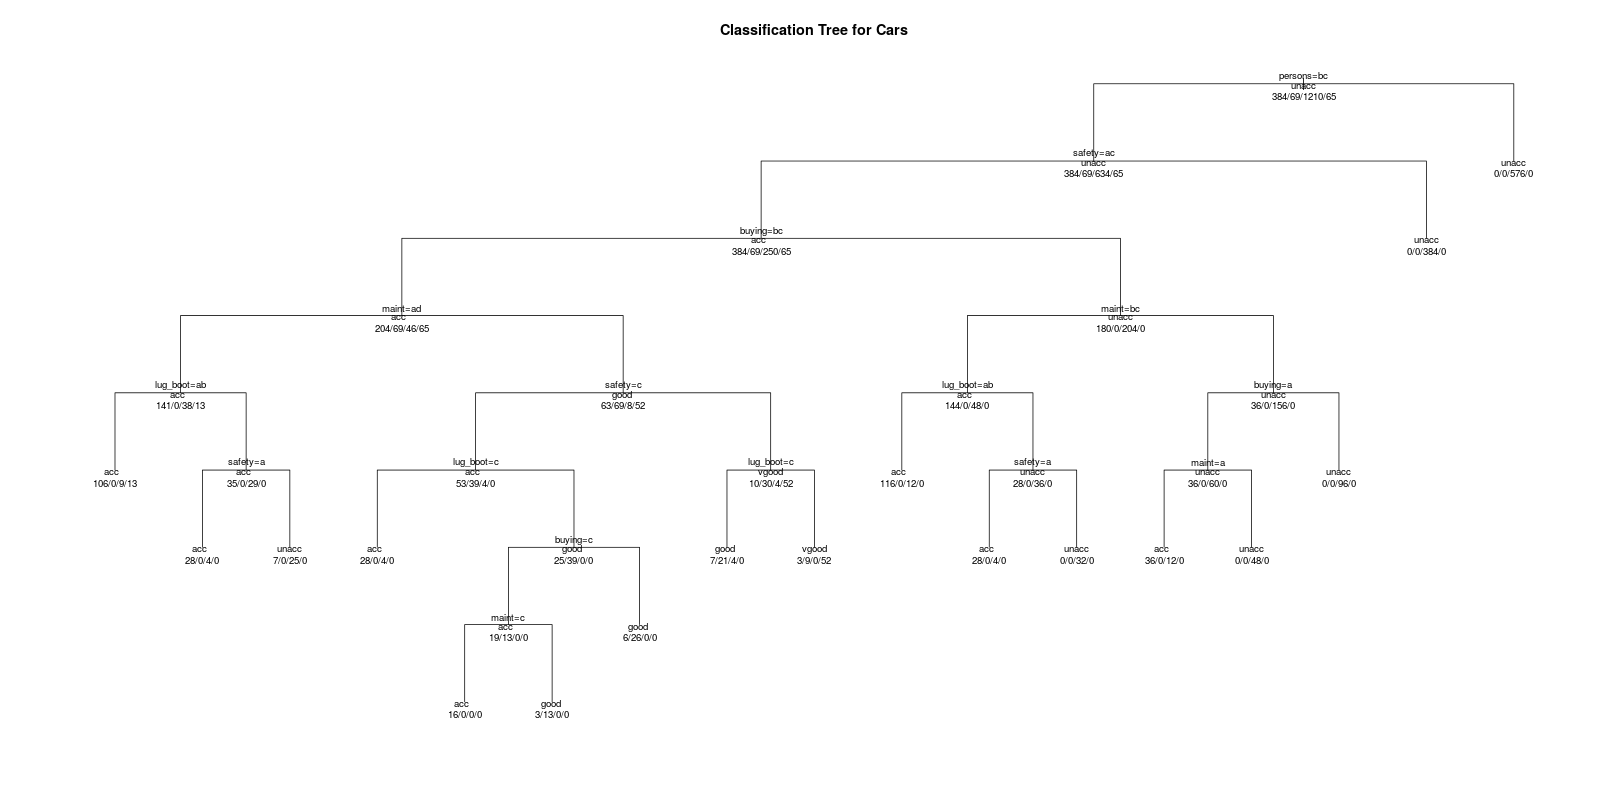 Classification Tree for Cars
persons=bc
unacc
384/69/1210/65
safety=ac
unacc
384/69/634/65
unacc
0/0/576/0
buying=bc
acc
384/69/250/65
unacc
0/0/384/0
maint=ad
acc
204/69/46/65
maint=bc
unacc
180/0/204/0
lug_boot=ab
acc
141/0/38/13
safety=c
good
63/69/8/52
lug_boot=ab
acc
144/0/48/0
buying=a
unacc
36/0/156/0
acc
106/0/9/13
safety=a
acc
35/0/29/0
lug_boot=c
acc
53/39/4/0
lug_boot=c
vgood
10/30/4/52
acc
116/0/12/0
safety=a
unacc
28/0/36/0
maint=a
unacc
36/0/60/0
unacc
0/0/96/0
acc
28/0/4/0
unacc
7/0/25/0
acc
28/0/4/0
buying=c
good
25/39/0/0
good
7/21/4/0
vgood
3/9/0/52
acc
28/0/4/0
unacc
0/0/32/0
acc
36/0/12/0
unacc
0/0/48/0
maint=c
acc
19/13/0/0
good
6/26/0/0
acc
16/0/0/0
good
3/13/0/0